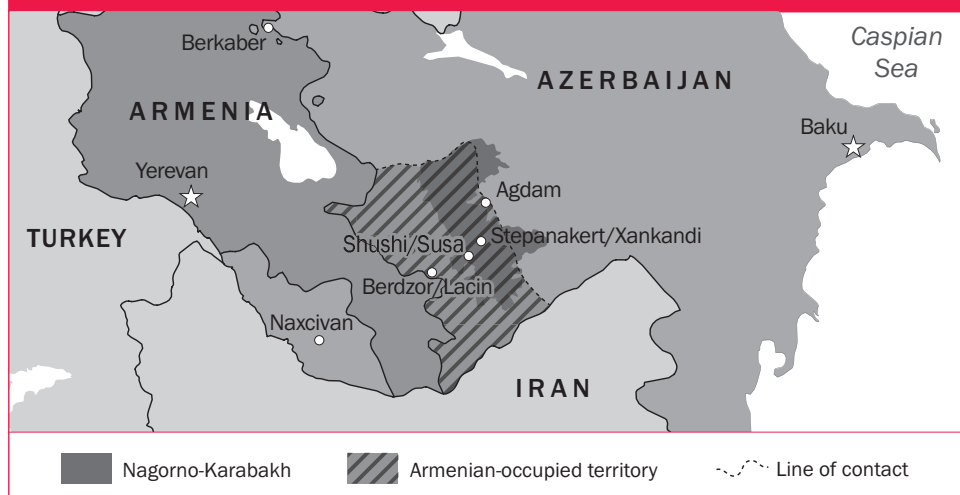 Berkaber
Caspian
Sea
AZERBAIJAN
ARMENIA
Baku
Yerevan
Agdam
TURKEY
Stepanakert/Xankandi
Shushi/Susa
Berdzor/Lacin
Naxcivan
IRAN
Nagorno-Karabakh
Armenian-occupied territory
Line of contact